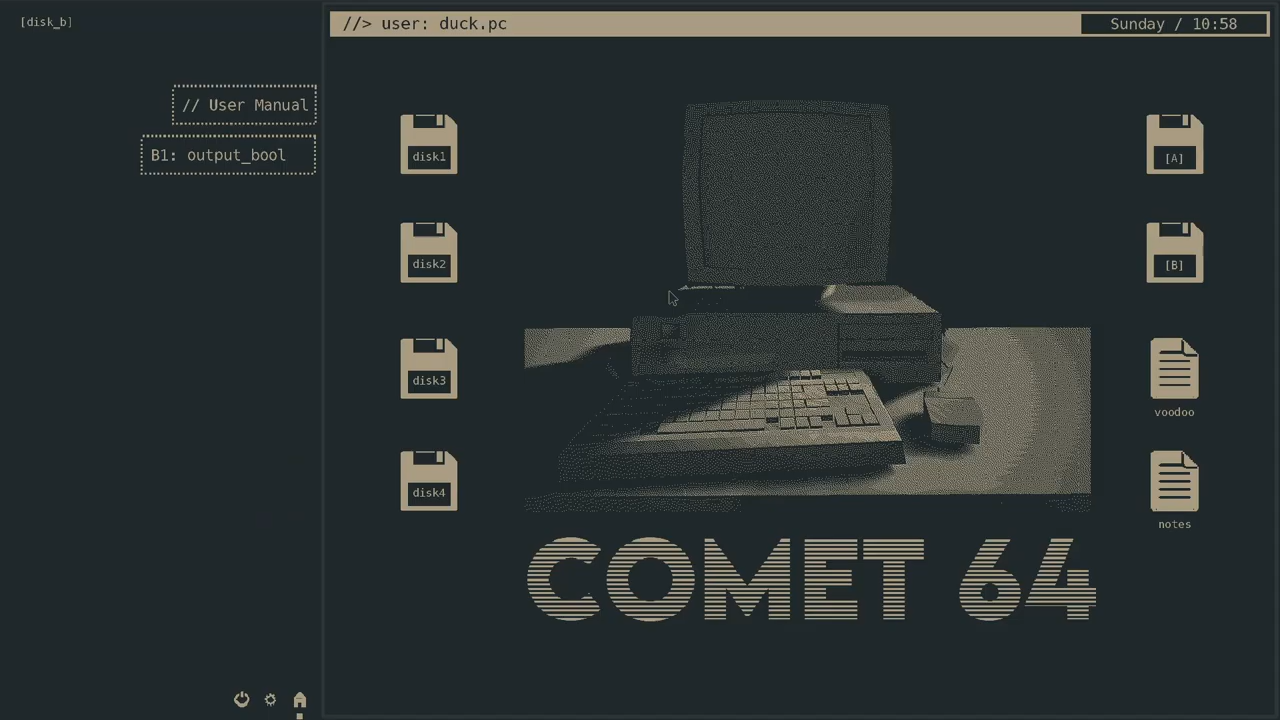 [disk_b]
//> user: duck.pc
Sunday / 10:58
// User Manual
B1: output_bool
disk1
[A]
disk2
[B]
disk3
voodoo
disk4
notes
COMET 64